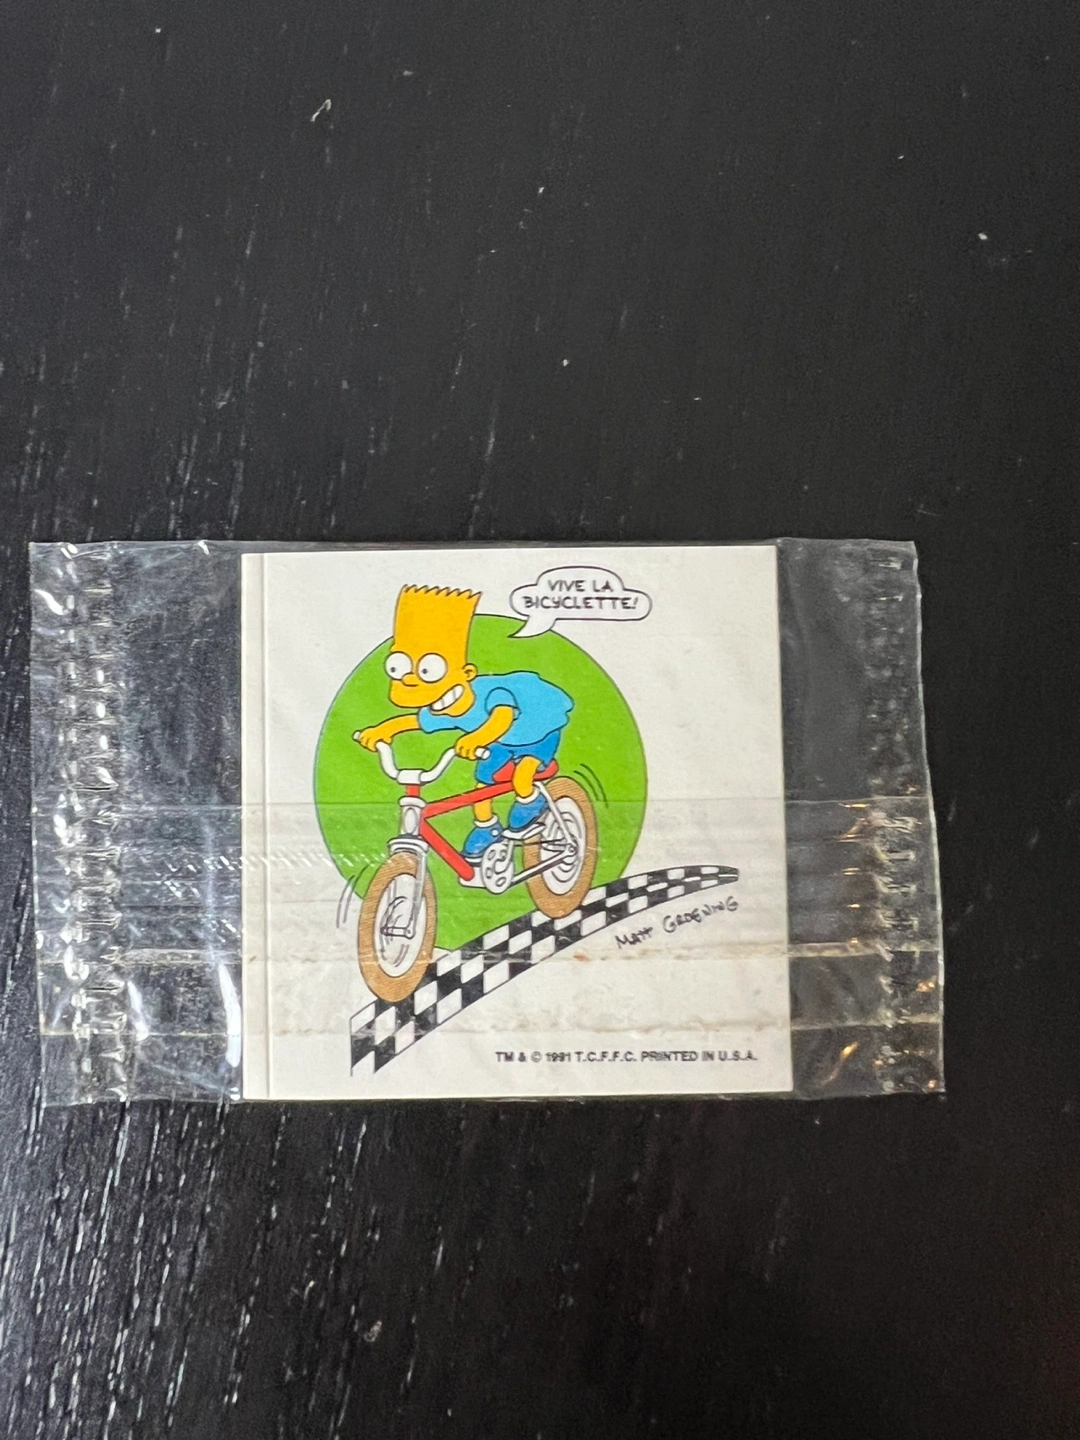 VIVE LA
BICYCLETTE!
MATT GROENING
TM & © 1991 T.C.F.F.C. PRINTED IN U.S.A.